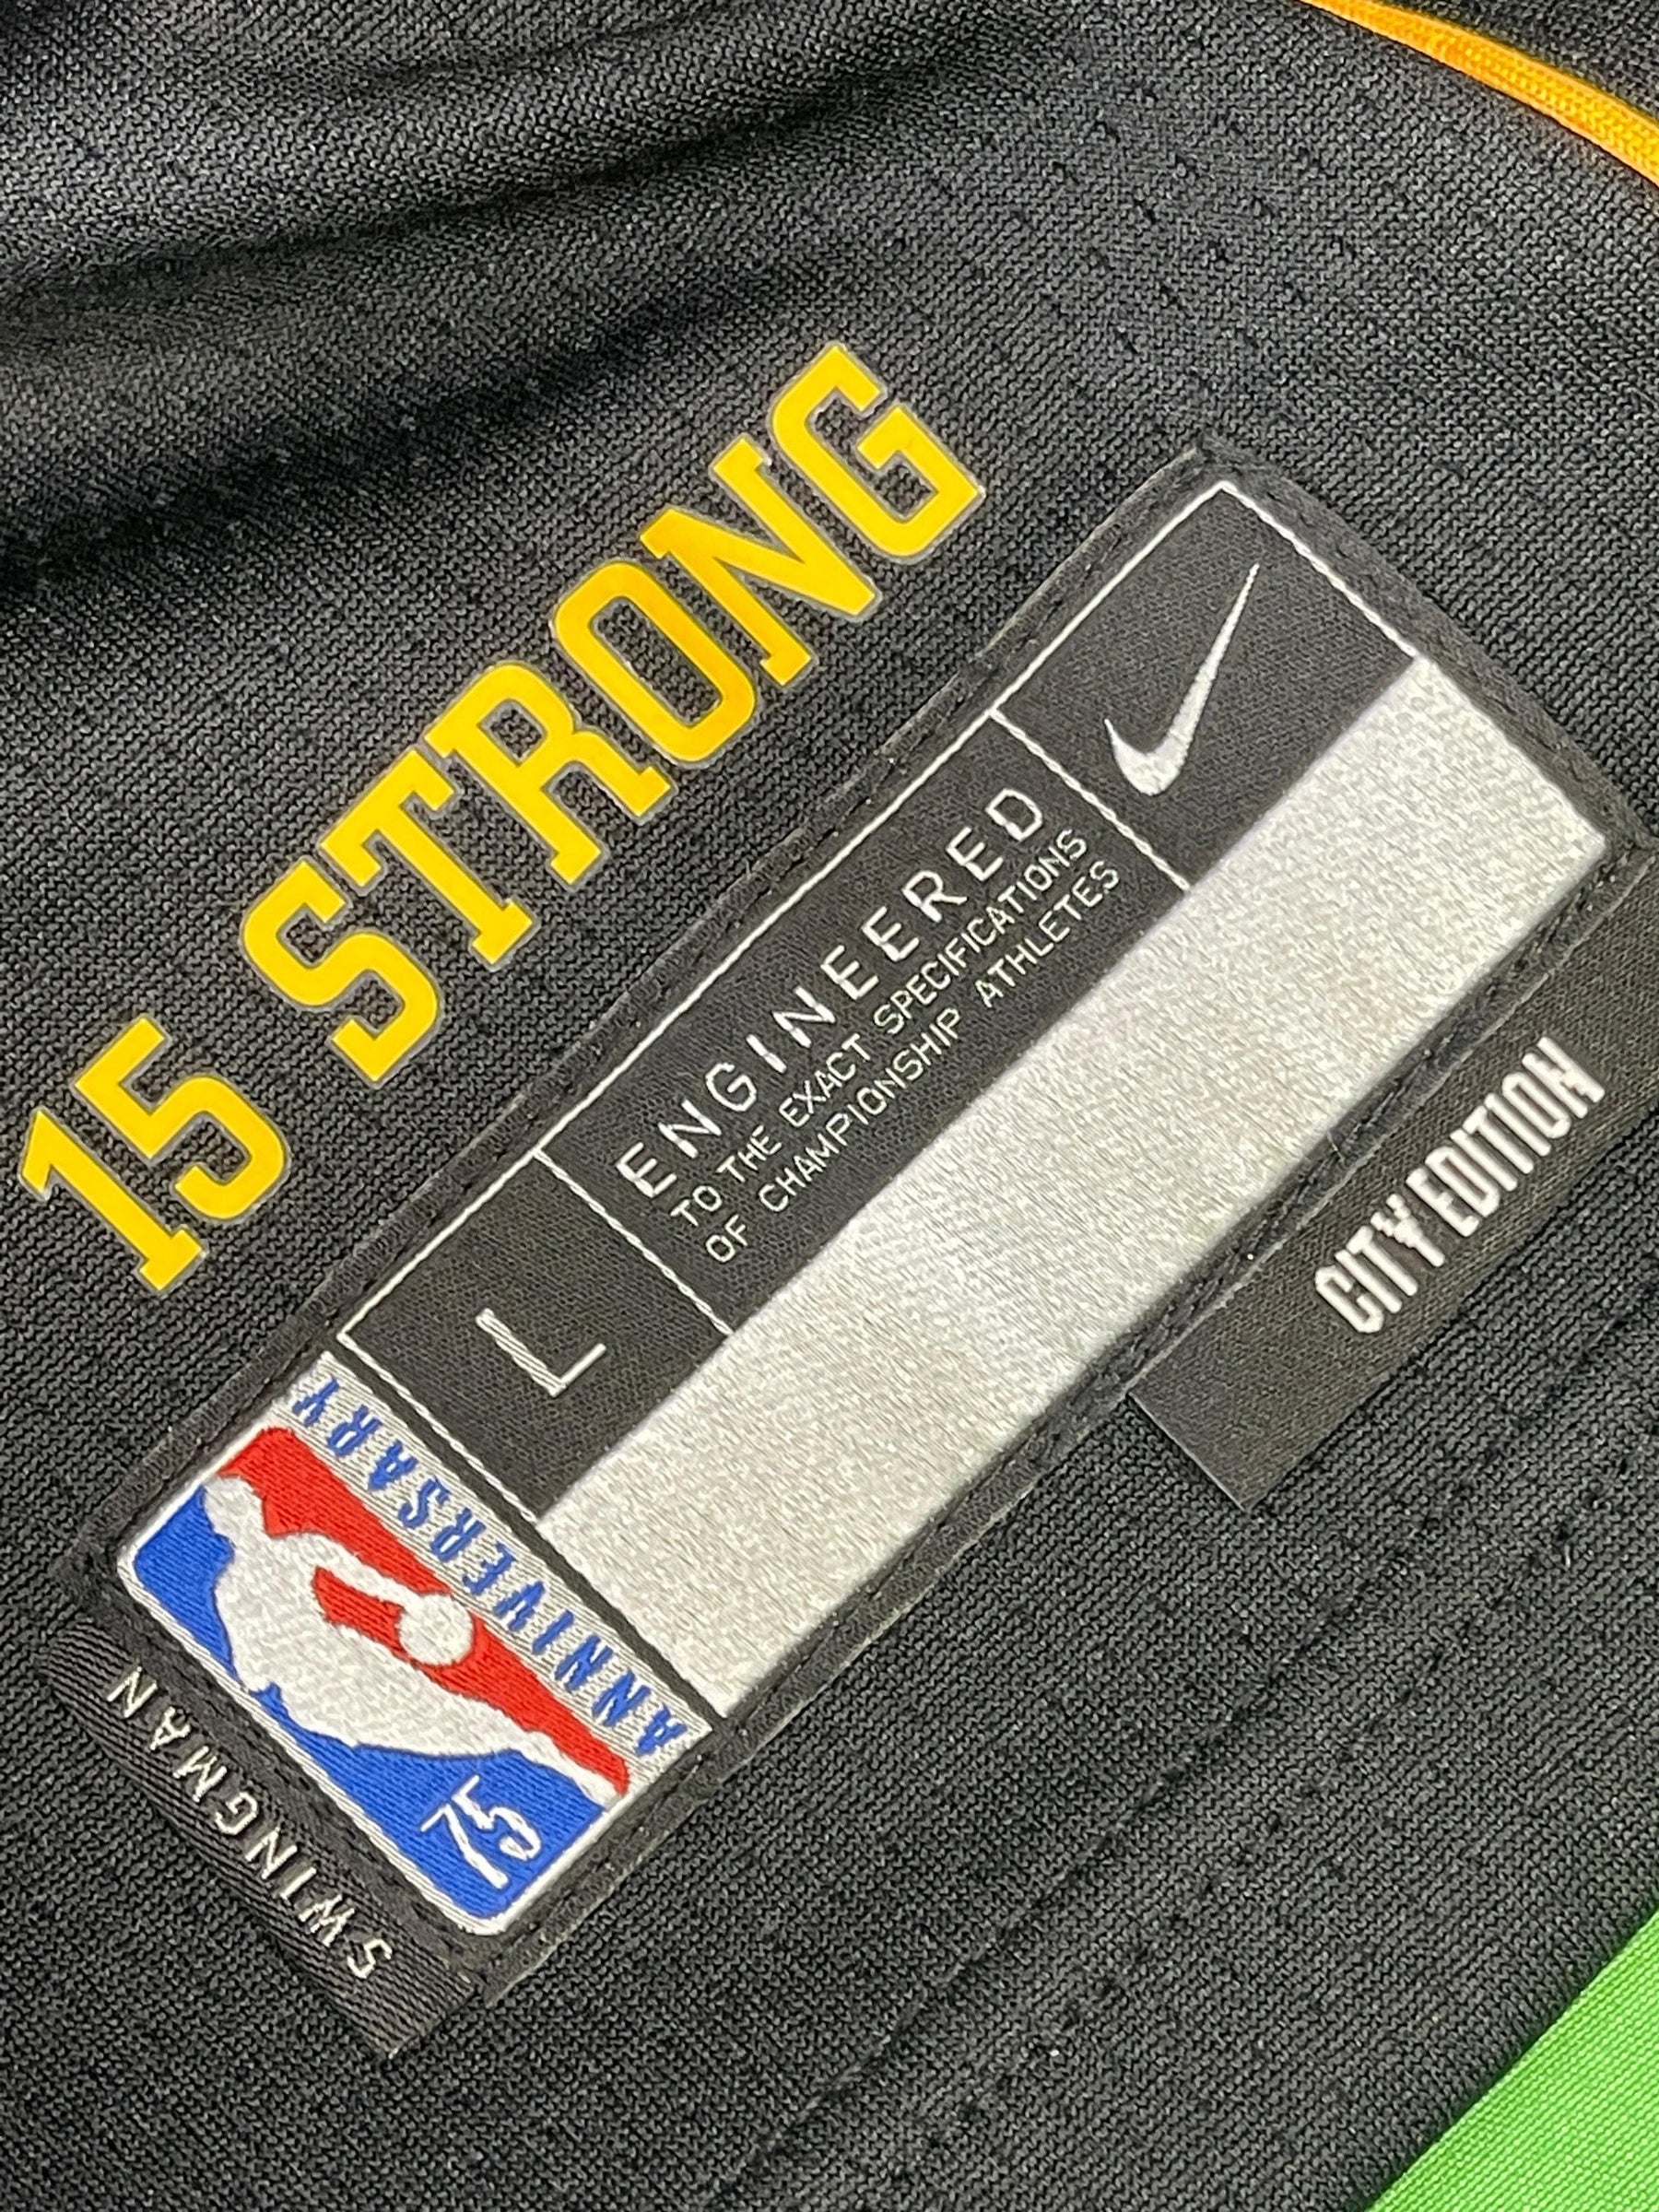 15 STRONG
ENGINEERED
TO THE EXACT SPECIFICATIONS
OF CHAMPIONSHIP ATHLETES
L
CITY EDITION
ANNIVERSARY
75
SWINGMAN